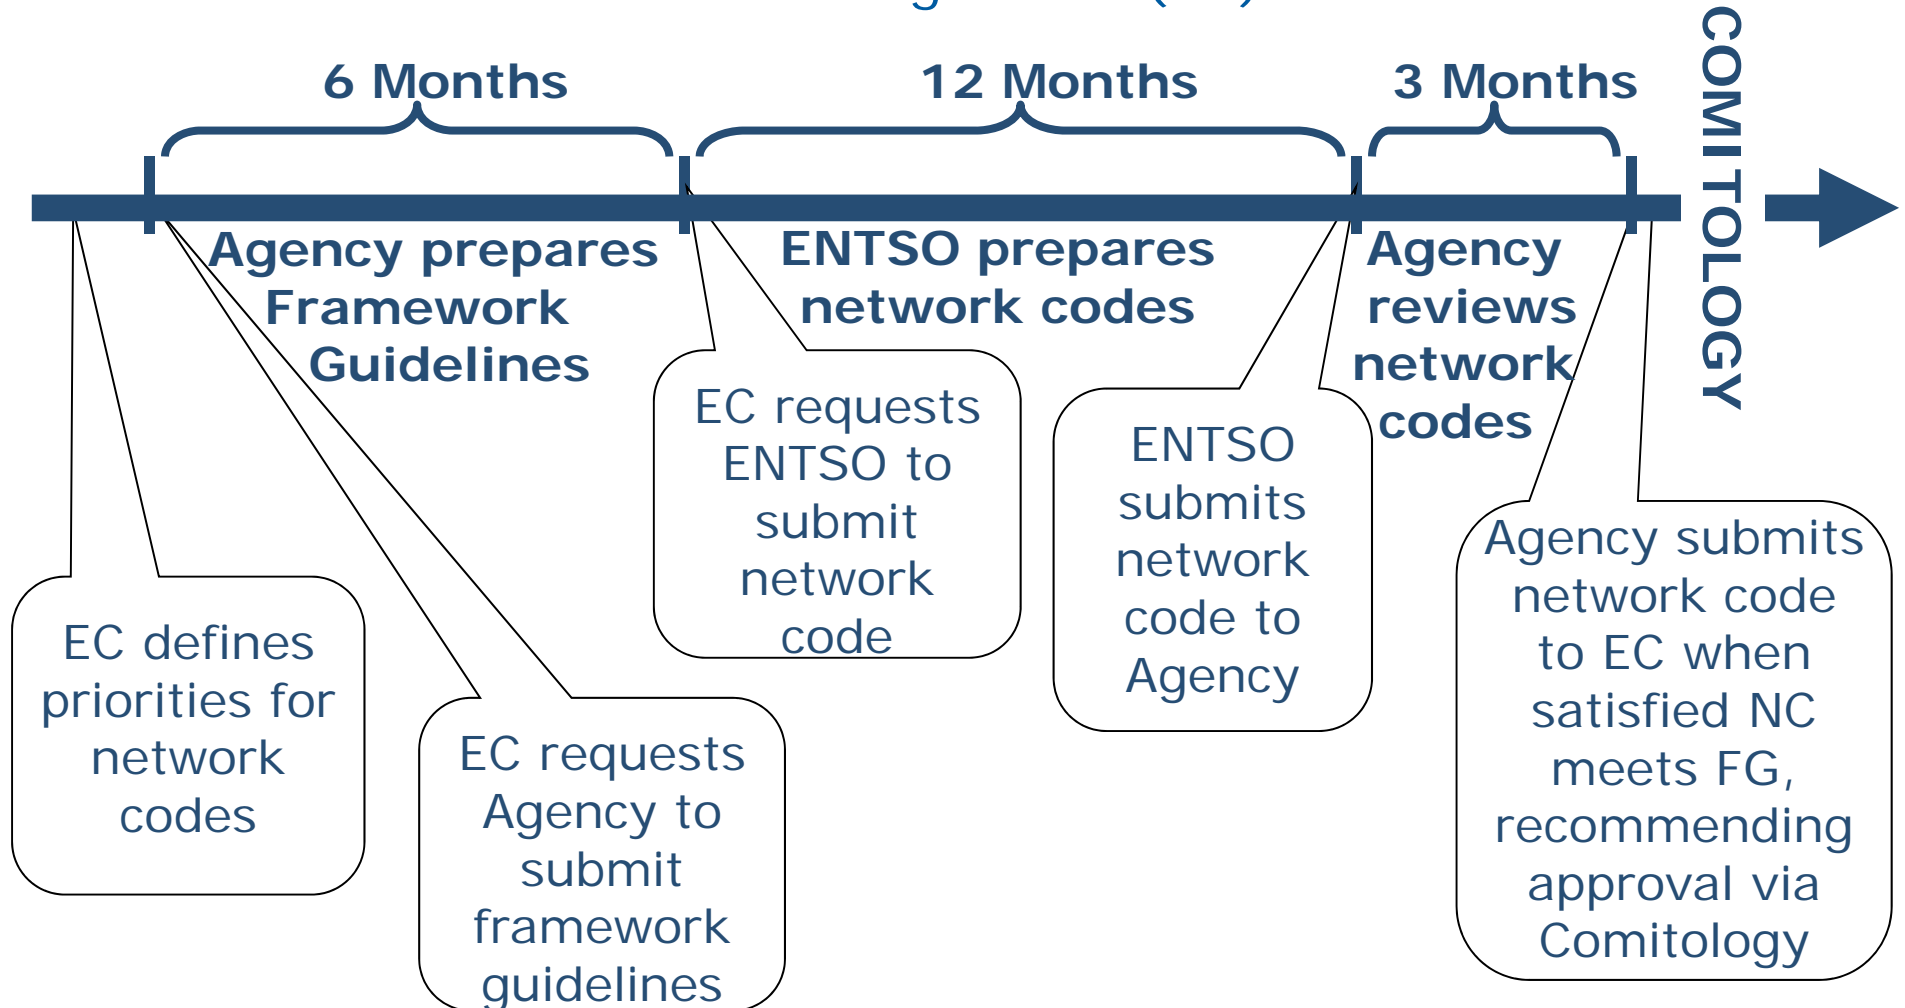 6 Months
12 Months
3 Months
COMITOLOGY
Agency prepares
Framework
Guidelines
ENTSO prepares
network codes
Agency
reviews
network
codes
EC defines
priorities for
network
codes
EC requests
Agency to
submit
framework
guidelines
EC requests
ENTSO to
submit
network
code
ENTSO
submits
network
code to
Agency
Agency submits
network code
to EC when
satisfied NC
meets FG,
recommending
approval via
Comitology